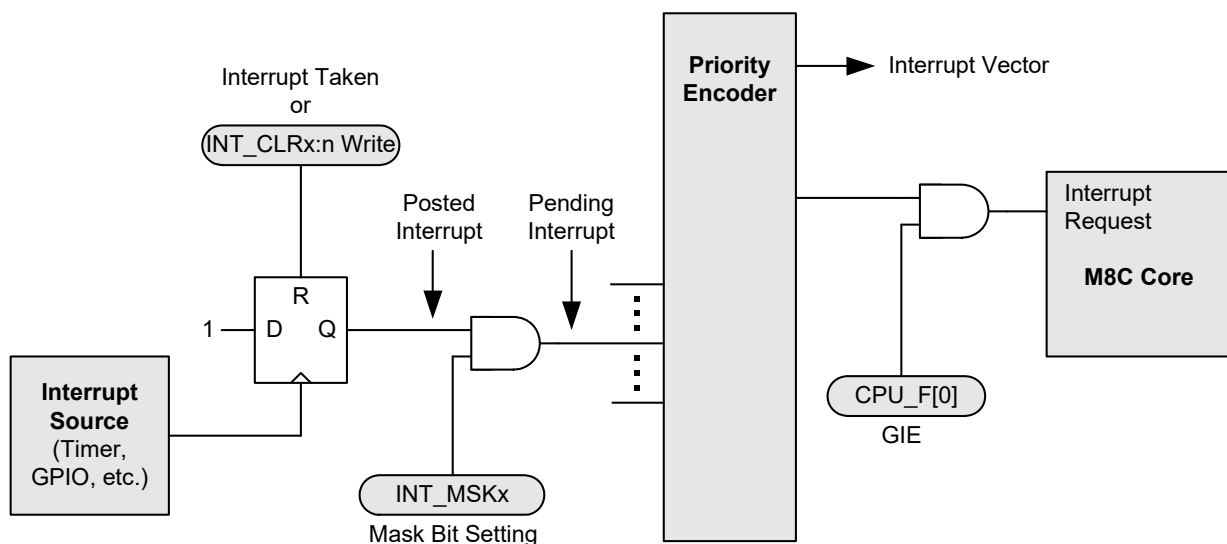 Interrupt Taken
or
INT_CLRx:n Write
Posted
Interrupt
Pending
Interrupt
Priority
Encoder
Interrupt Vector
Interrupt
Request
M8C Core
R
1
D
Q
Interrupt
Source
(Timer,
GPIO, etc.)
INT_MSKx
Mask Bit Setting
CPU_F[0]
GIE